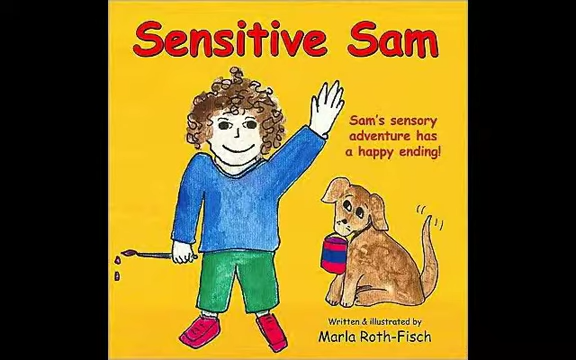 Sensitive Sam
Sam's sensory
adventure has
a happy ending!
Written & illustrated by
Marla Roth-Fisch